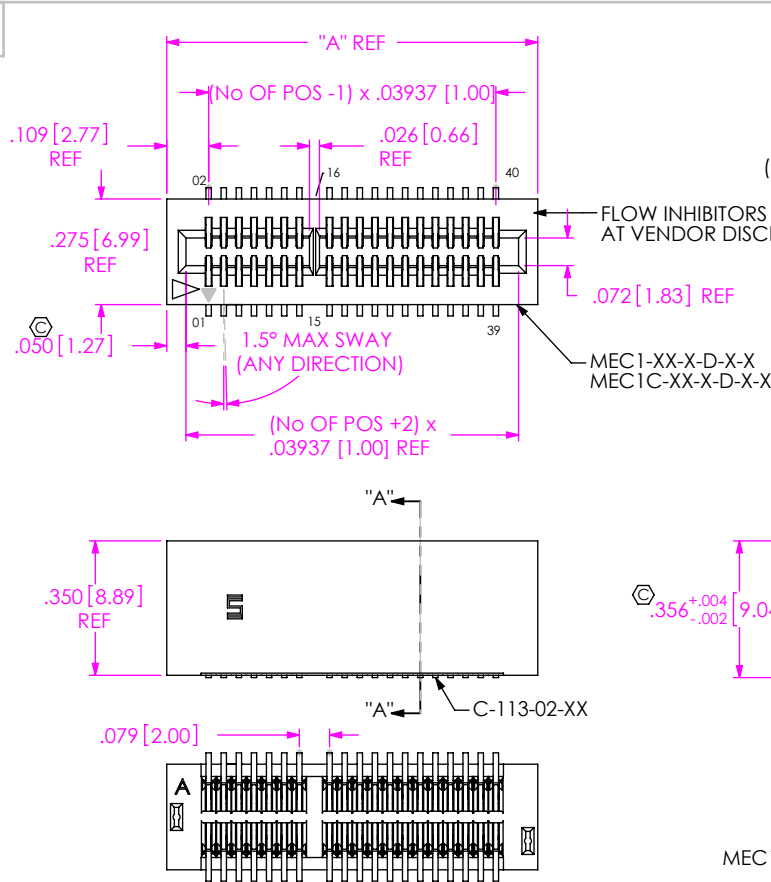 "A" REF
(No OF POS -1) x .03937 [1.00]
.109 [2.77]
REF
.026 [0.66]
REF
02
16
40
(
FLOW INHIBITORS
AT VENDOR
.275 [6.99]
REF
.072 [1.83] REF
01
15
39
C
.050 [1.27]
1.5° MAX SWAY
(ANY DIRECTION)
MEC1-XX-X-D-X-X
MEC1C-XX-X-D-X-X
(No OF POS +2) x
.03937 [1.00] REF
"A"
.350 [8.89]
REF
C
.356 +.004 -.002 [9.04
"A"
C-113-02-XX
.079 [2.00]
A
MEC1